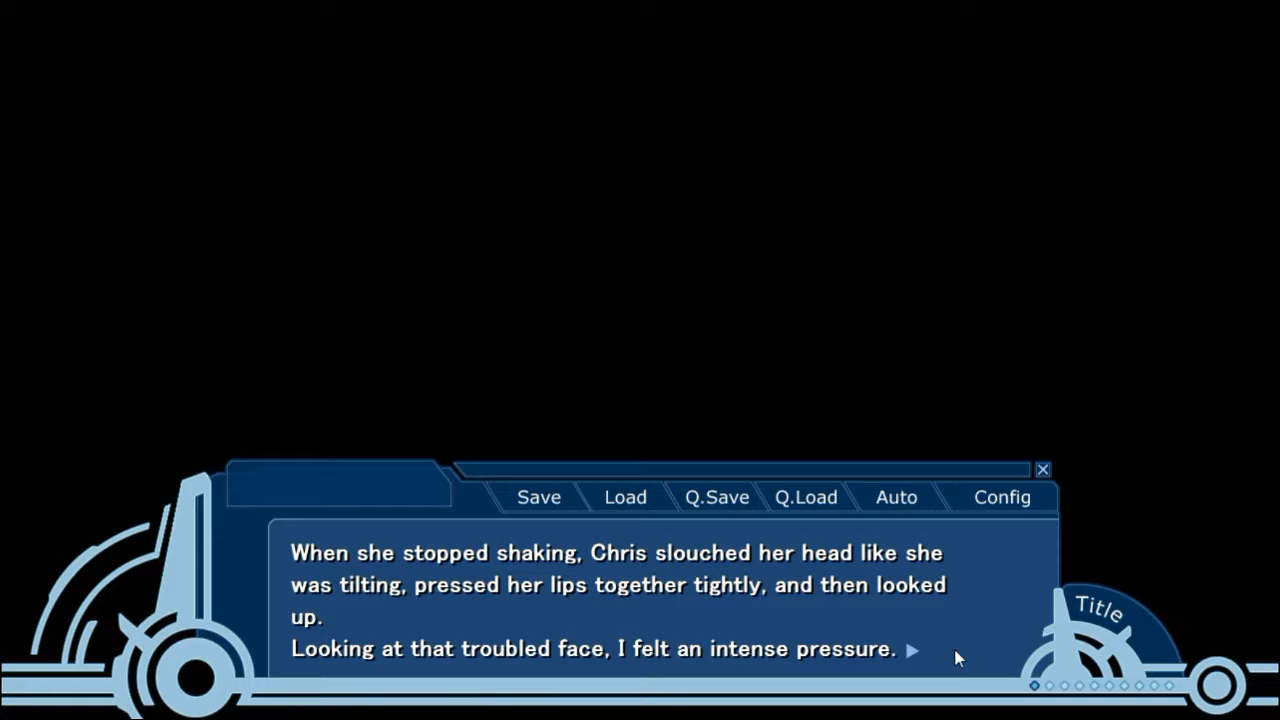 Save Load Q.Save Q.Load Auto Config
When she stopped shaking, Chris slouched her head like she
was tilting, pressed her lips together tightly, and then looked
up.
Looking at that troubled face, I felt an intense pressure.
Title